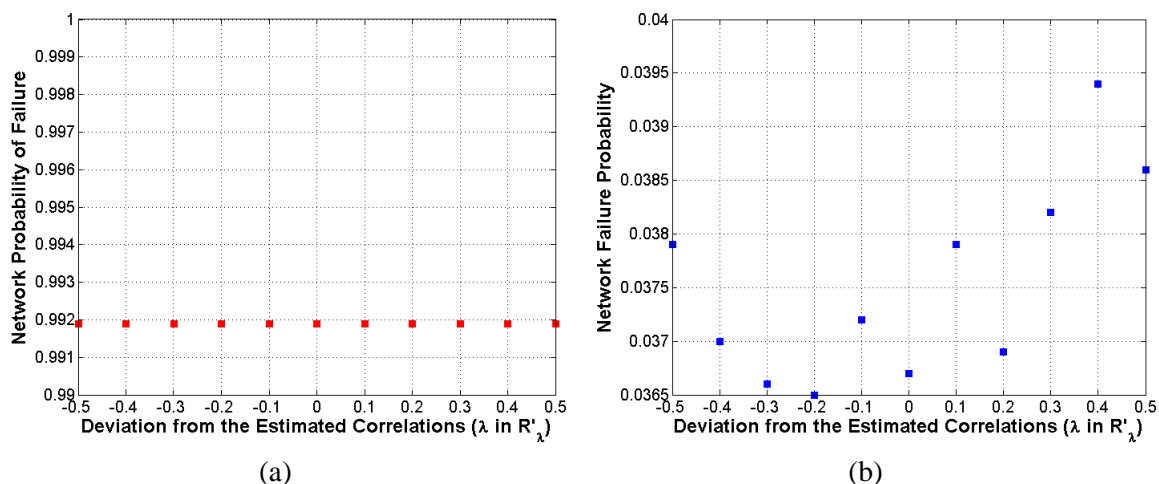 Network Probability of Failure
1
0.999
0.998
0.997
0.996
0.995
0.994
0.993
0.992
0.991
0.99
-0.5 -0.4 -0.3 -0.2 -0.1 0 0.1 0.2 0.3 0.4 0.5
Deviation from the Estimated Correlations (λ in R'λ)
(a)
Network Failure Probability
0.04
0.0395
0.039
0.0385
0.038
0.0375
0.037
0.0365
-0.5 -0.4 -0.3 -0.2 -0.1 0 0.1 0.2 0.3 0.4 0.5
Deviation from the Estimated Correlations (λ in R'λ)
(b)